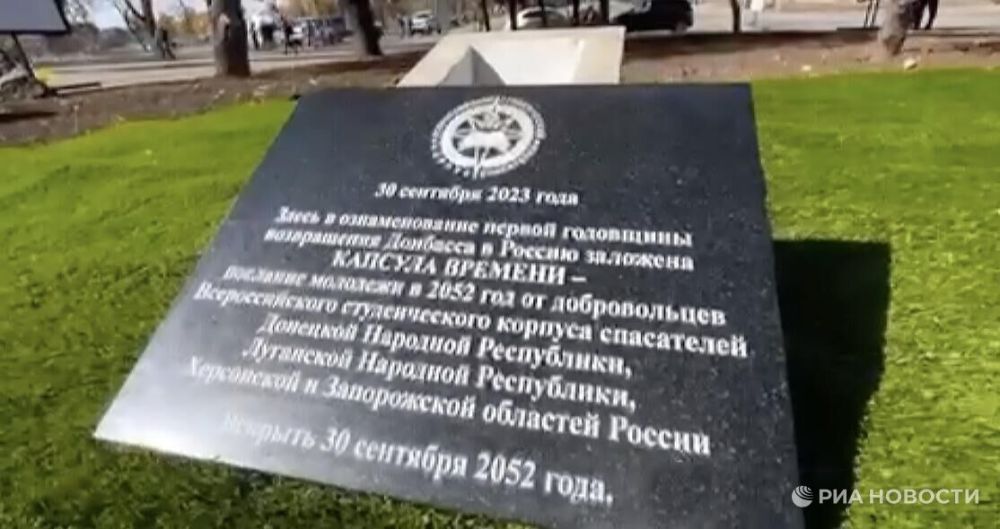 30 сентября 2023 года
Здесь в ознаменование первой годовщины
возвращения Донбасса в Россию заложена
КАПСУЛА ВРЕМЕНИ –
послание молодежи в 2052 год от добровольцев
Всероссийского студенческого корпуса спасателей
Донецкой Народной Республики,
Луганской Народной Республики,
Херсонской и Запорожской областей России
Вскрыть 30 сентября 2052 года.
РИА НОВОСТИ